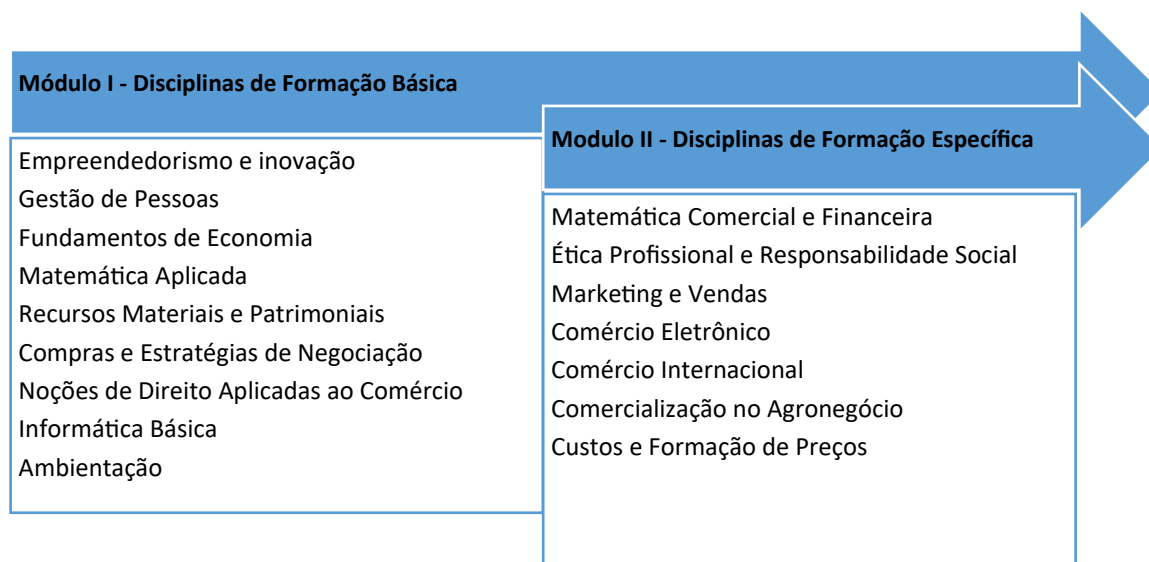 Módulo I - Disciplinas de Formação Básica
Empreendedorismo e inovação
Gestão de Pessoas
Fundamentos de Economia
Matemática Aplicada
Recursos Materiais e Patrimoniais
Compras e Estratégias de Negociação
Noções de Direito Aplicadas ao Comércio
Informática Básica
Ambientação
Modulo II - Disciplinas de Formação Específica
Matemática Comercial e Financeira
Ética Profissional e Responsabilidade Social
Marketing e Vendas
Comércio Eletrônico
Comércio Internacional
Comercialização no Agronegócio
Custos e Formação de Preços